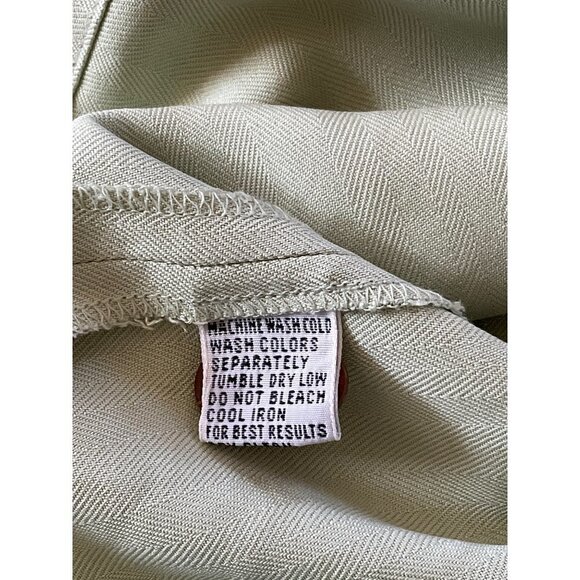 MACHINE WASH COLD
WASH COLORS
SEPARATELY
TUMBLE DRY LOW
DO NOT BLEACH
COOL IRON
FOR BEST RESULTS